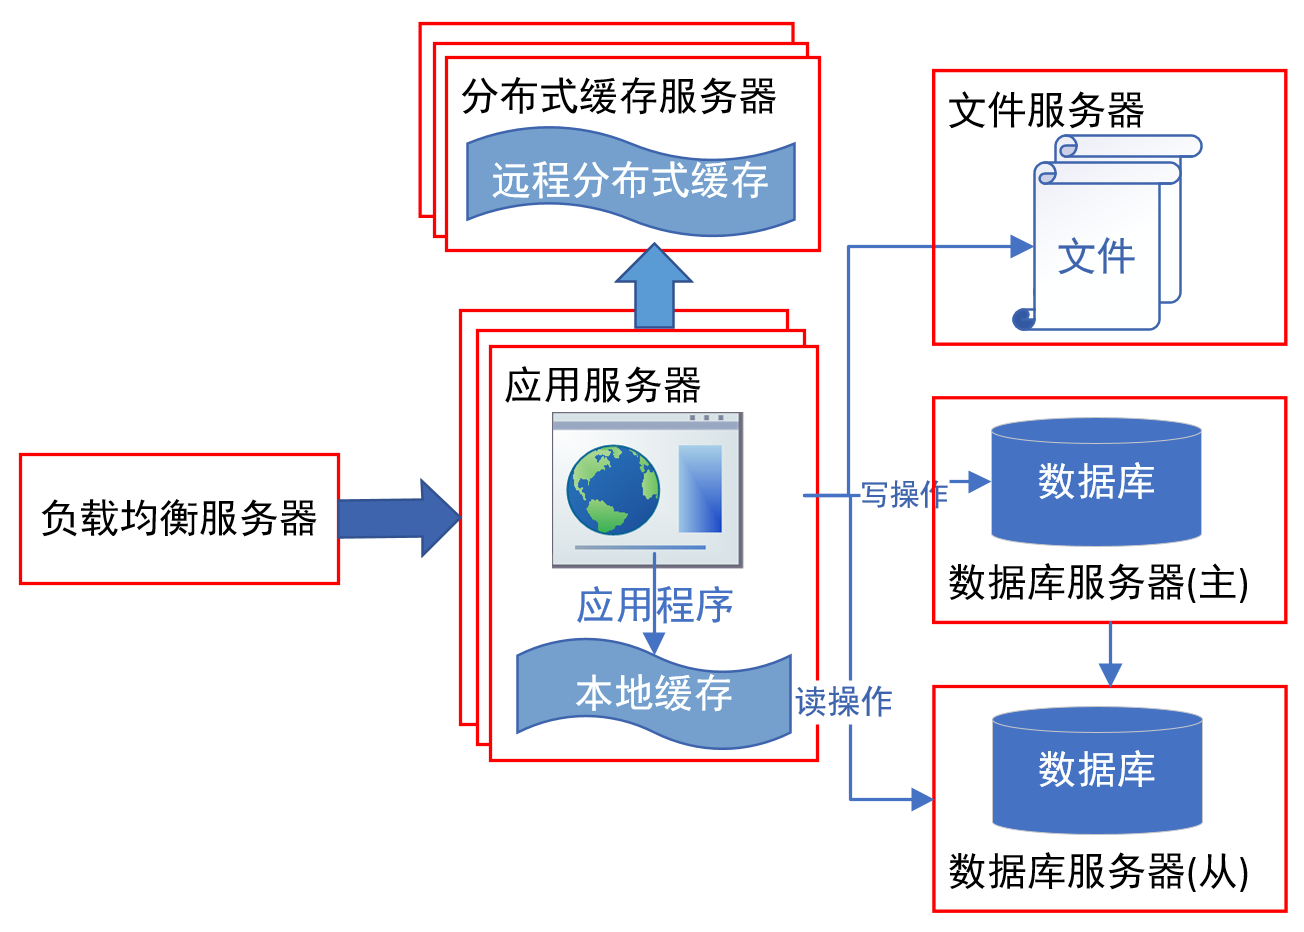 分布式缓存服务器
远程分布式缓存
文件服务器
文件
应用服务器
负载均衡服务器
应用程序
本地缓存
写操作
读操作
数据库
数据库服务器(主)
数据库
数据库服务器(从)